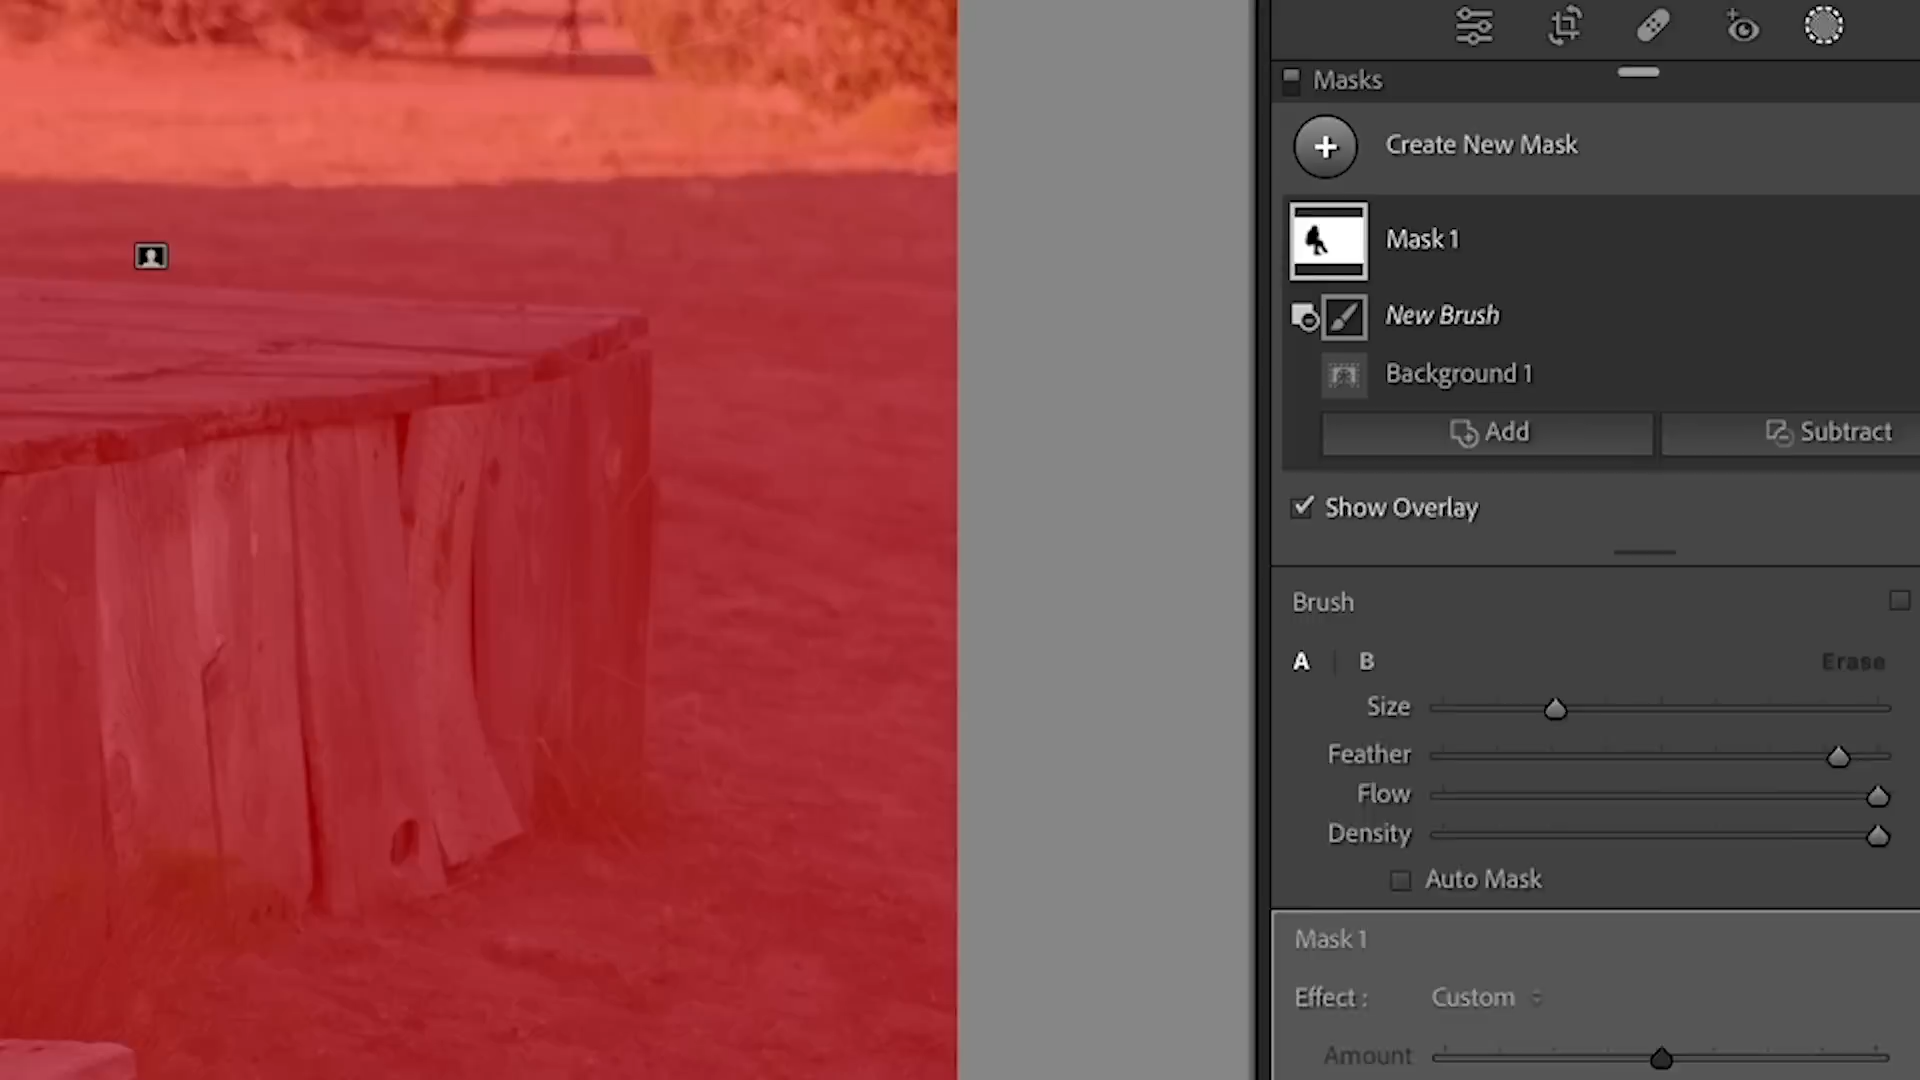 Masks
Create New Mask
Mask 1
New Brush
Background 1
Add
Subtract
Show Overlay
Brush
A
B
Erase
Size
Feather
Flow
Density
Auto Mask
Mask 1
Effect :
Custom
Amount